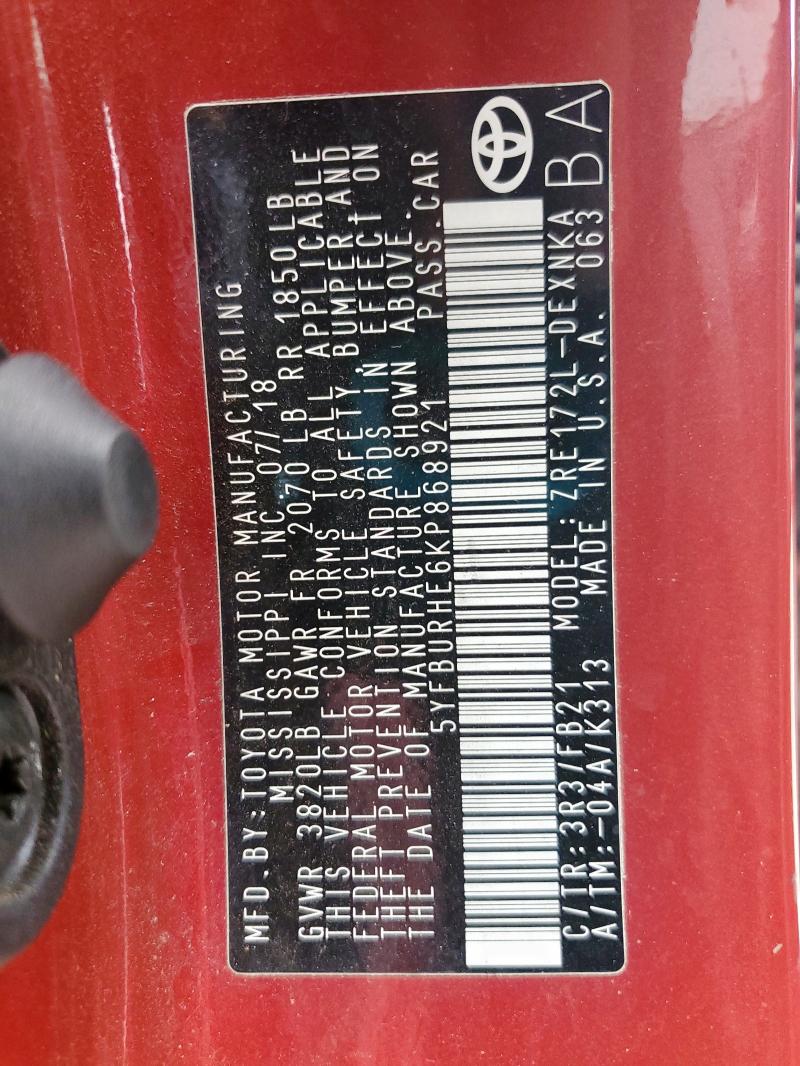 MFD.BY:TOYOTA MOTOR MANUFACTURING
MISSISSIPPI INC.07/18
GVWR 3820LB GAWR FR 2070 LB RR 1850LB
THIS VEHICLE CONFORMS TO ALL APPLICABLE
FEDERAL MOTOR VEHICLE SAFETY, BUMPER AND
THEFT PREVENTION STANDARDS IN EFFECT ON
THE DATE OF MANUFACTURE SHOWN ABOVE.
5YFBURHE6KP868921 PASS.CAR
C/TR:3R3/FB21 MODEL:ZRE172L-DEXNKA
A/TM:-04A/K313 MADE IN U.S.A. 063 BA